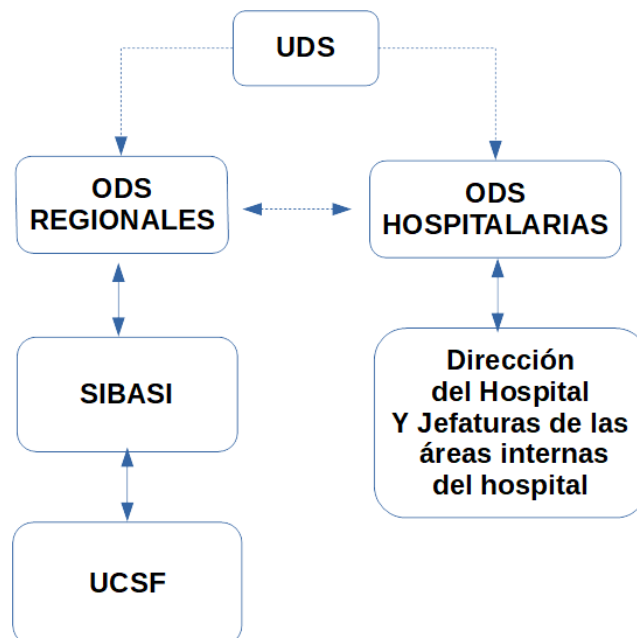 UDS
ODS
REGIONALES
ODS
HOSPITALARIAS
SIBASI
Dirección
del Hospital
Y Jefaturas de las
áreas internas
del hospital
UCSF